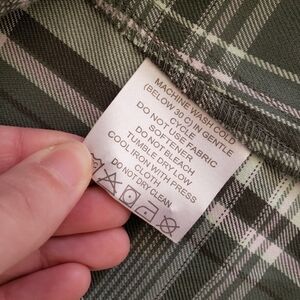 MACHINE WASH COLD
(BELOW 30 C) IN GENTLE
CYCLE
DO NOT USE FABRIC
SOFTENER
DO NOT BLEACH
TUMBLE DRY LOW
COOL IRON WITH PRESS
CLOTH
DO NOT DRY CLEAN.